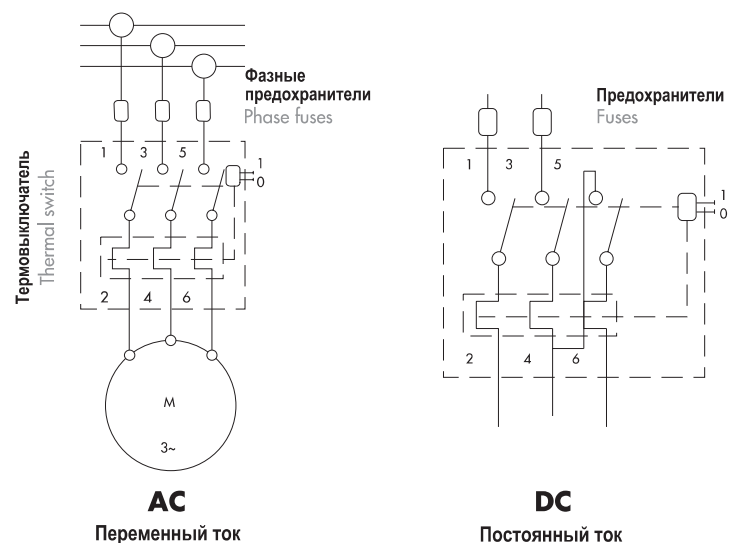 Фазные
предохранители
Phase fuses
Термовыключатель
Thermal switch
1 3 5
1
0
2 4 6
M
3~
AC
Переменный ток
Предохранители
Fuses
1 3 5
1
0
2 4 6
DC
Постоянный ток